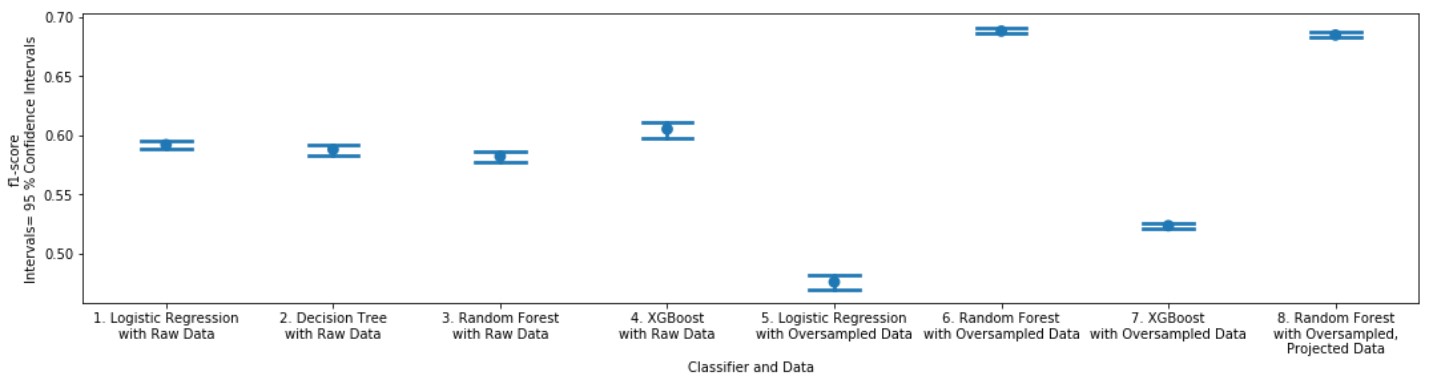 0.70
0.65
0.60
0.55
0.50
f1-score
Intervals= 95 % Confidence Intervals
1. Logistic Regression
with Raw Data
2. Decision Tree
with Raw Data
3. Random Forest
with Raw Data
4. XGBoost
with Raw Data
5. Logistic Regression
with Oversampled Data
6. Random Forest
with Oversampled Data
7. XGBoost
with Oversampled Data
8. Random Forest
with Oversampled,
Projected Data
Classifier and Data